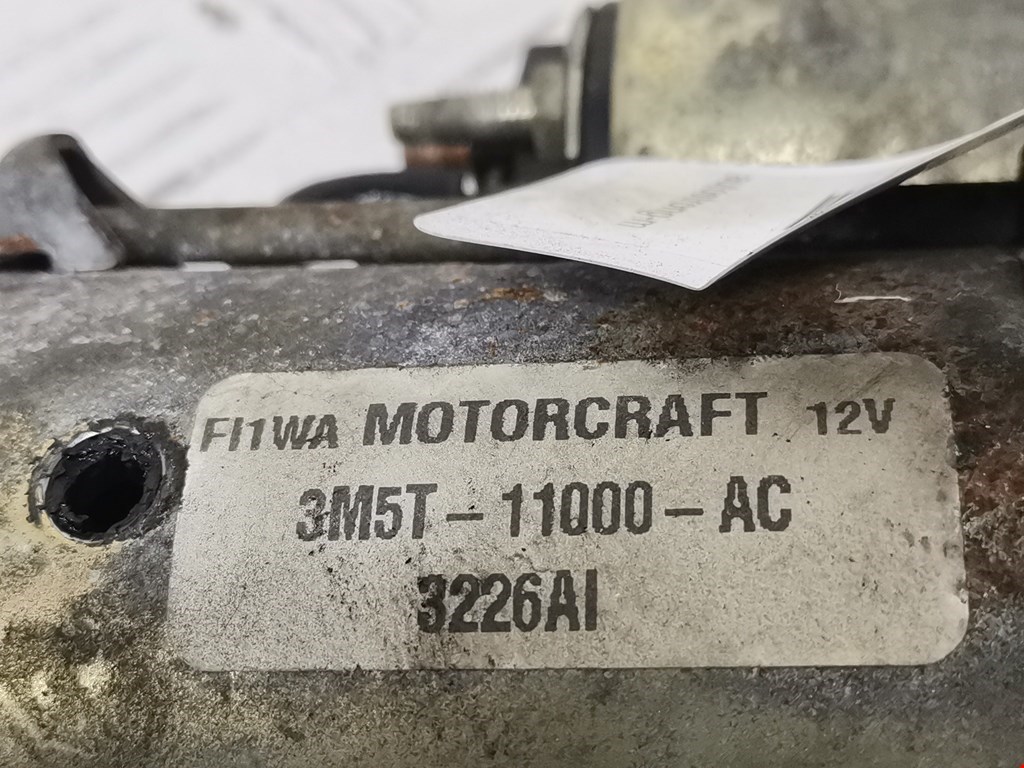 FI1WA MOTORCRAFT 12V
3M5T-11000-AC
3226AI